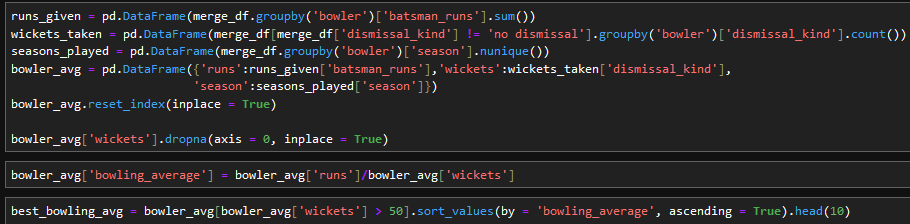 runs_given = pd.DataFrame(merge_df.groupby('bowler')['batsman_runs'].sum())
wickets_taken = pd.DataFrame(merge_df[merge_df['dismissal_kind'] != 'no dismissal'].groupby('bowler')['dismissal_kind'].count())
seasons_played = pd.DataFrame(merge_df.groupby('bowler')['season'].nunique())
bowler_avg = pd.DataFrame({'runs':runs_given['batsman_runs'],'wickets':wickets_taken['dismissal_kind'],
'season':seasons_played['season']})
bowler_avg.reset_index(inplace = True)
bowler_avg['wickets'].dropna(axis = 0, inplace = True)
bowler_avg['bowling_average'] = bowler_avg['runs']/bowler_avg['wickets']
best_bowling_avg = bowler_avg[bowler_avg['wickets'] > 50].sort_values(by = 'bowling_average', ascending = True).head(10)